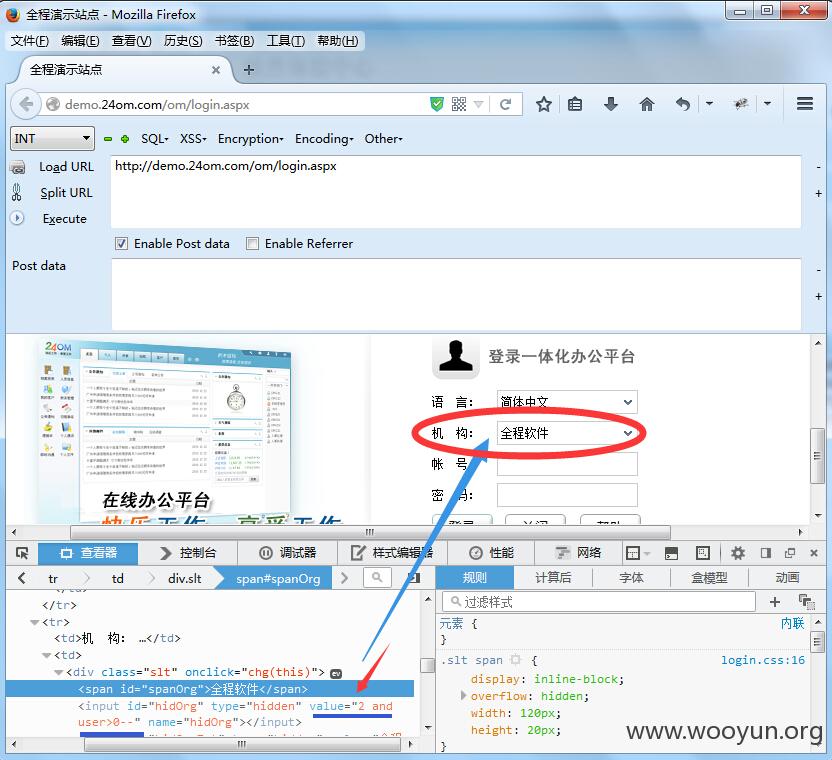 全程演示站点 - Mozilla Firefox
文件(F) 编辑(E) 查看(V) 历史(S) 书签(B) 工具(T) 帮助(H)
全程演示站点
demo.24om.com/om/login.aspx
INT SQL XSS Encryption Encoding Other
Load URL http://demo.24om.com/om/login.aspx
Split URL
Execute
Enable Post data Enable Referrer
Post data
24OM
登录一体化办公平台
语 言: 简体中文
机 构: 全程软件
帐 号
密 码:
在线办公平台
查看器 控制台 调试器 样式编辑器 性能 网络
tr td div.slt span#spanOrg
规则 计算后 字体 盒模型 动画
过滤样式
</tr>
<tr>
<td>机 构: …</td>
<td>
<div class="slt" onclick="chg(this)"> ev
<span id="spanOrg">全程软件</span>
<input id="hidOrg" type="hidden" value="2 and
user>0--" name="hidOrg"></input>
元素 { 内联
}
.slt span { login.css:16
display: inline-block;
overflow: hidden;
width: 120px;
height: 20px;
}
www.wooyun.org